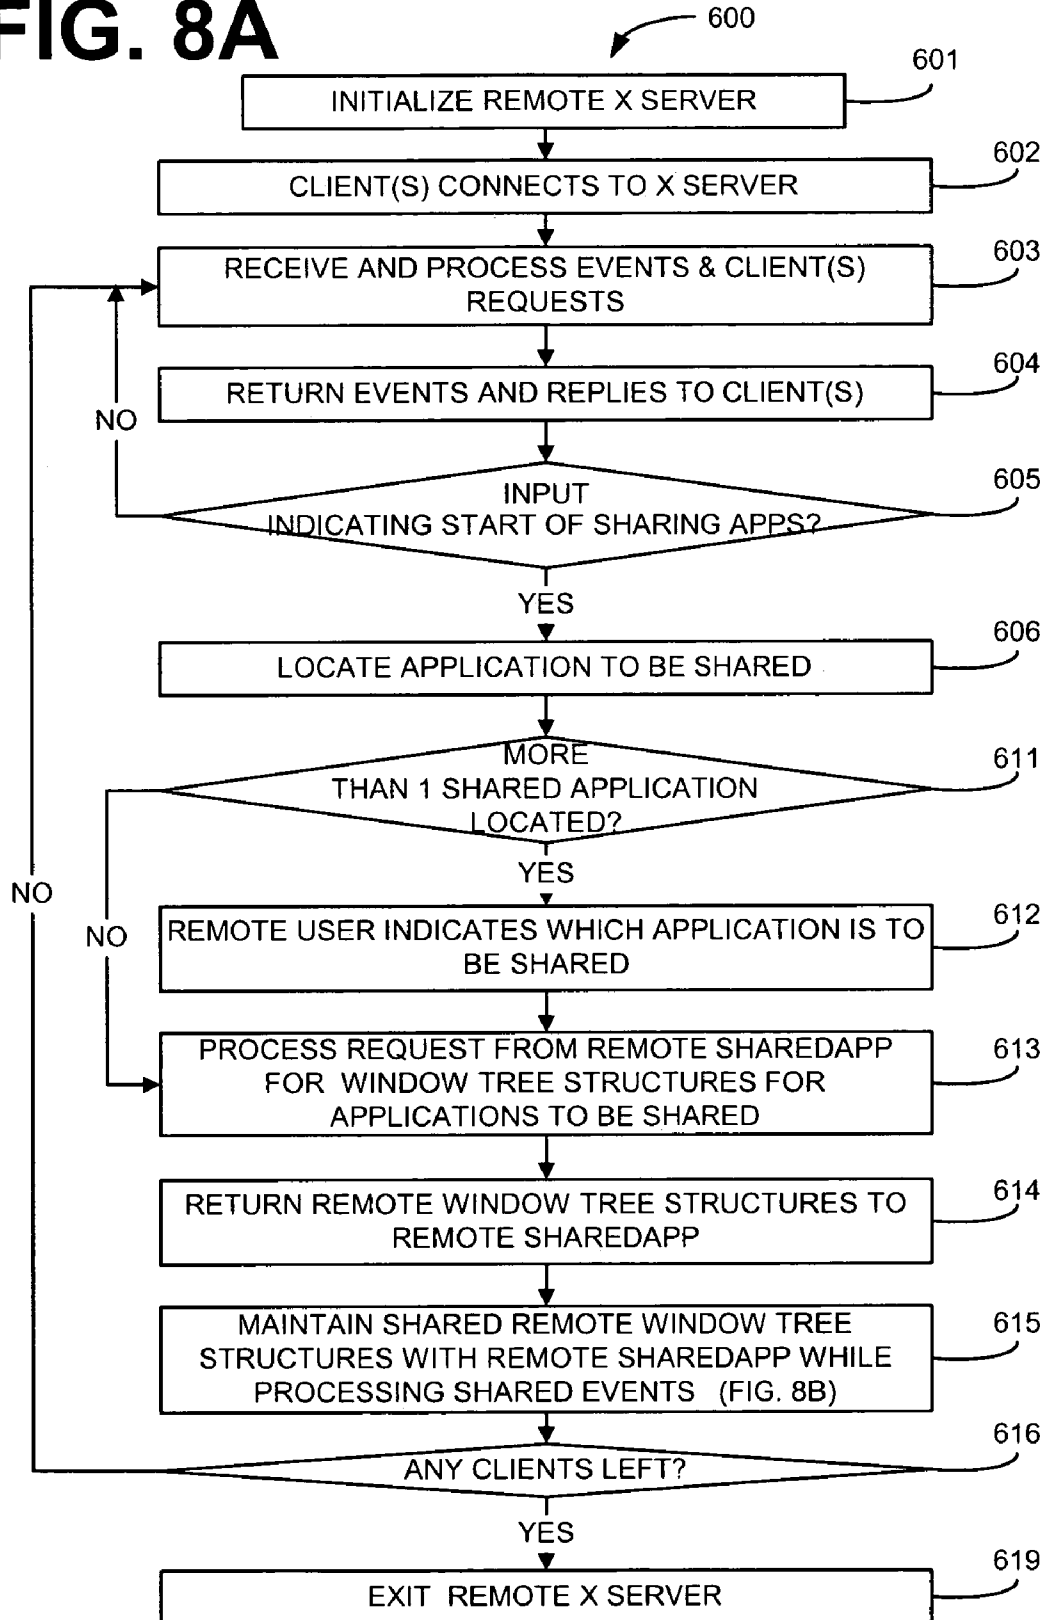 FIG. 8A
600
601
INITIALIZE REMOTE X SERVER
602
CLIENT(S) CONNECTS TO X SERVER
603
RECEIVE AND PROCESS EVENTS & CLIENT(S)
REQUESTS
604
RETURN EVENTS AND REPLIES TO CLIENT(S)
NO
605
INPUT
INDICATING START OF SHARING APPS?
YES
606
LOCATE APPLICATION TO BE SHARED
611
MORE
THAN 1 SHARED APPLICATION
LOCATED?
YES
NO
NO
612
REMOTE USER INDICATES WHICH APPLICATION IS TO
BE SHARED
613
PROCESS REQUEST FROM REMOTE SHAREDAPP
FOR WINDOW TREE STRUCTURES FOR
APPLICATIONS TO BE SHARED
614
RETURN REMOTE WINDOW TREE STRUCTURES TO
REMOTE SHAREDAPP
615
MAINTAIN SHARED REMOTE WINDOW TREE
STRUCTURES WITH REMOTE SHAREDAPP WHILE
PROCESSING SHARED EVENTS (FIG. 8B)
616
ANY CLIENTS LEFT?
YES
619
EXIT REMOTE X SERVER